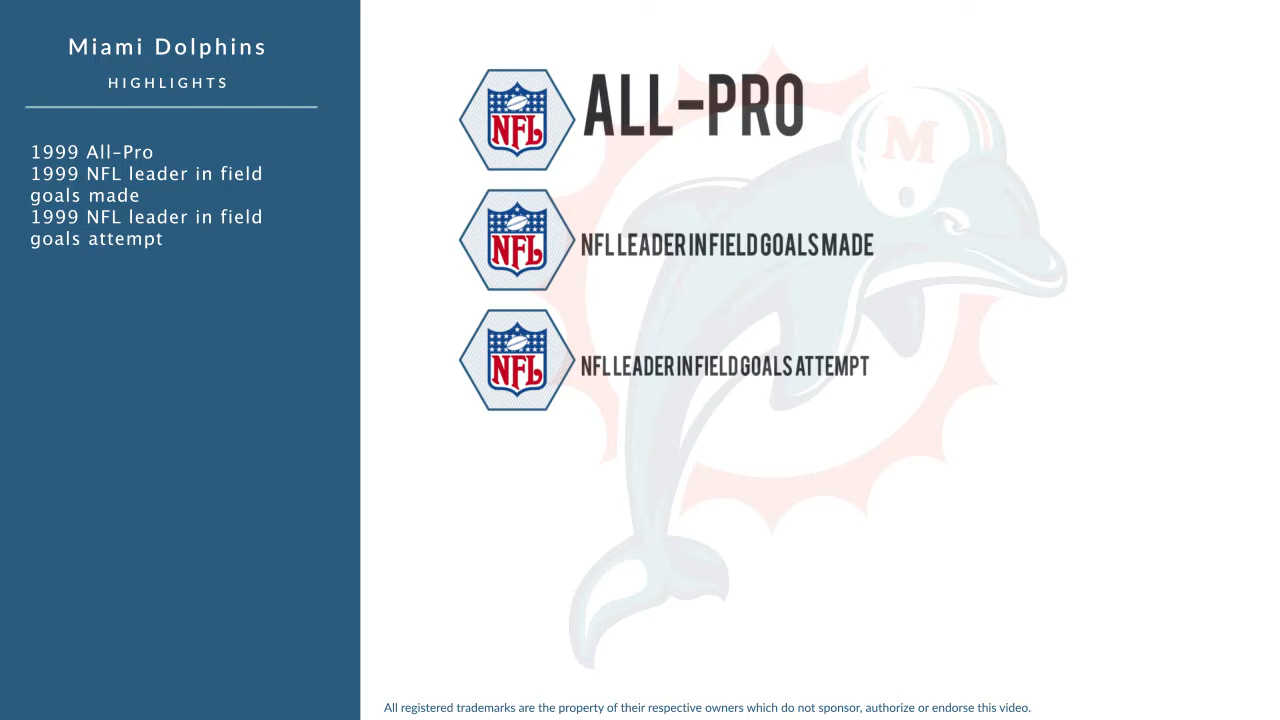 Miami Dolphins
HIGHLIGHTS
1999 All-Pro
1999 NFL leader in field
goals made
1999 NFL leader in field
goals attempt
NFL
ALL-PRO
NFL
NFL LEADER IN FIELD GOALS MADE
NFL
NFL LEADER IN FIELD GOALS ATTEMPT
M
All registered trademarks are the property of their respective owners which do not sponsor, authorize or endorse this video.